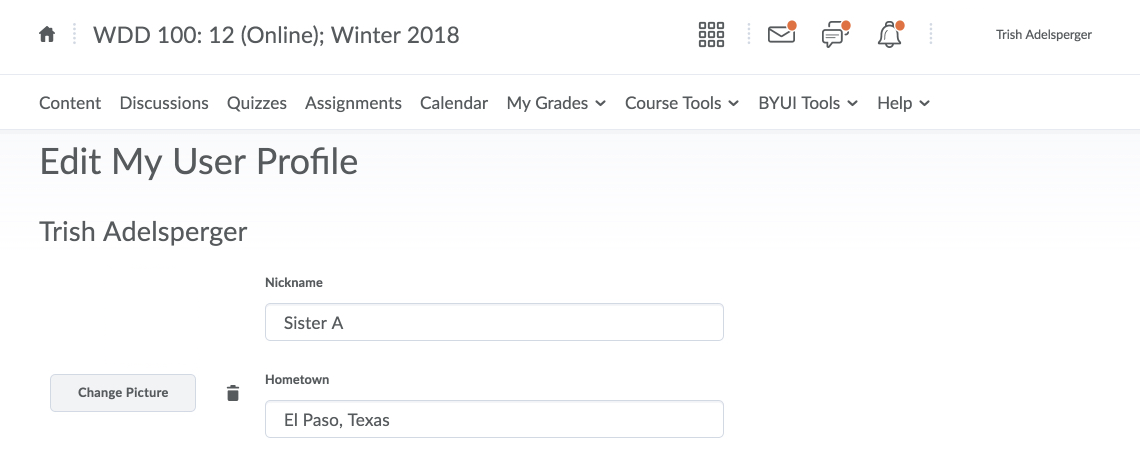 WDD 100: 12 (Online); Winter 2018
Trish Adelsperger
Content Discussions Quizzes Assignments Calendar My Grades Course Tools BYUI Tools Help
Edit My User Profile
Trish Adelsperger
Nickname
Sister A
Hometown
Change Picture
El Paso, Texas